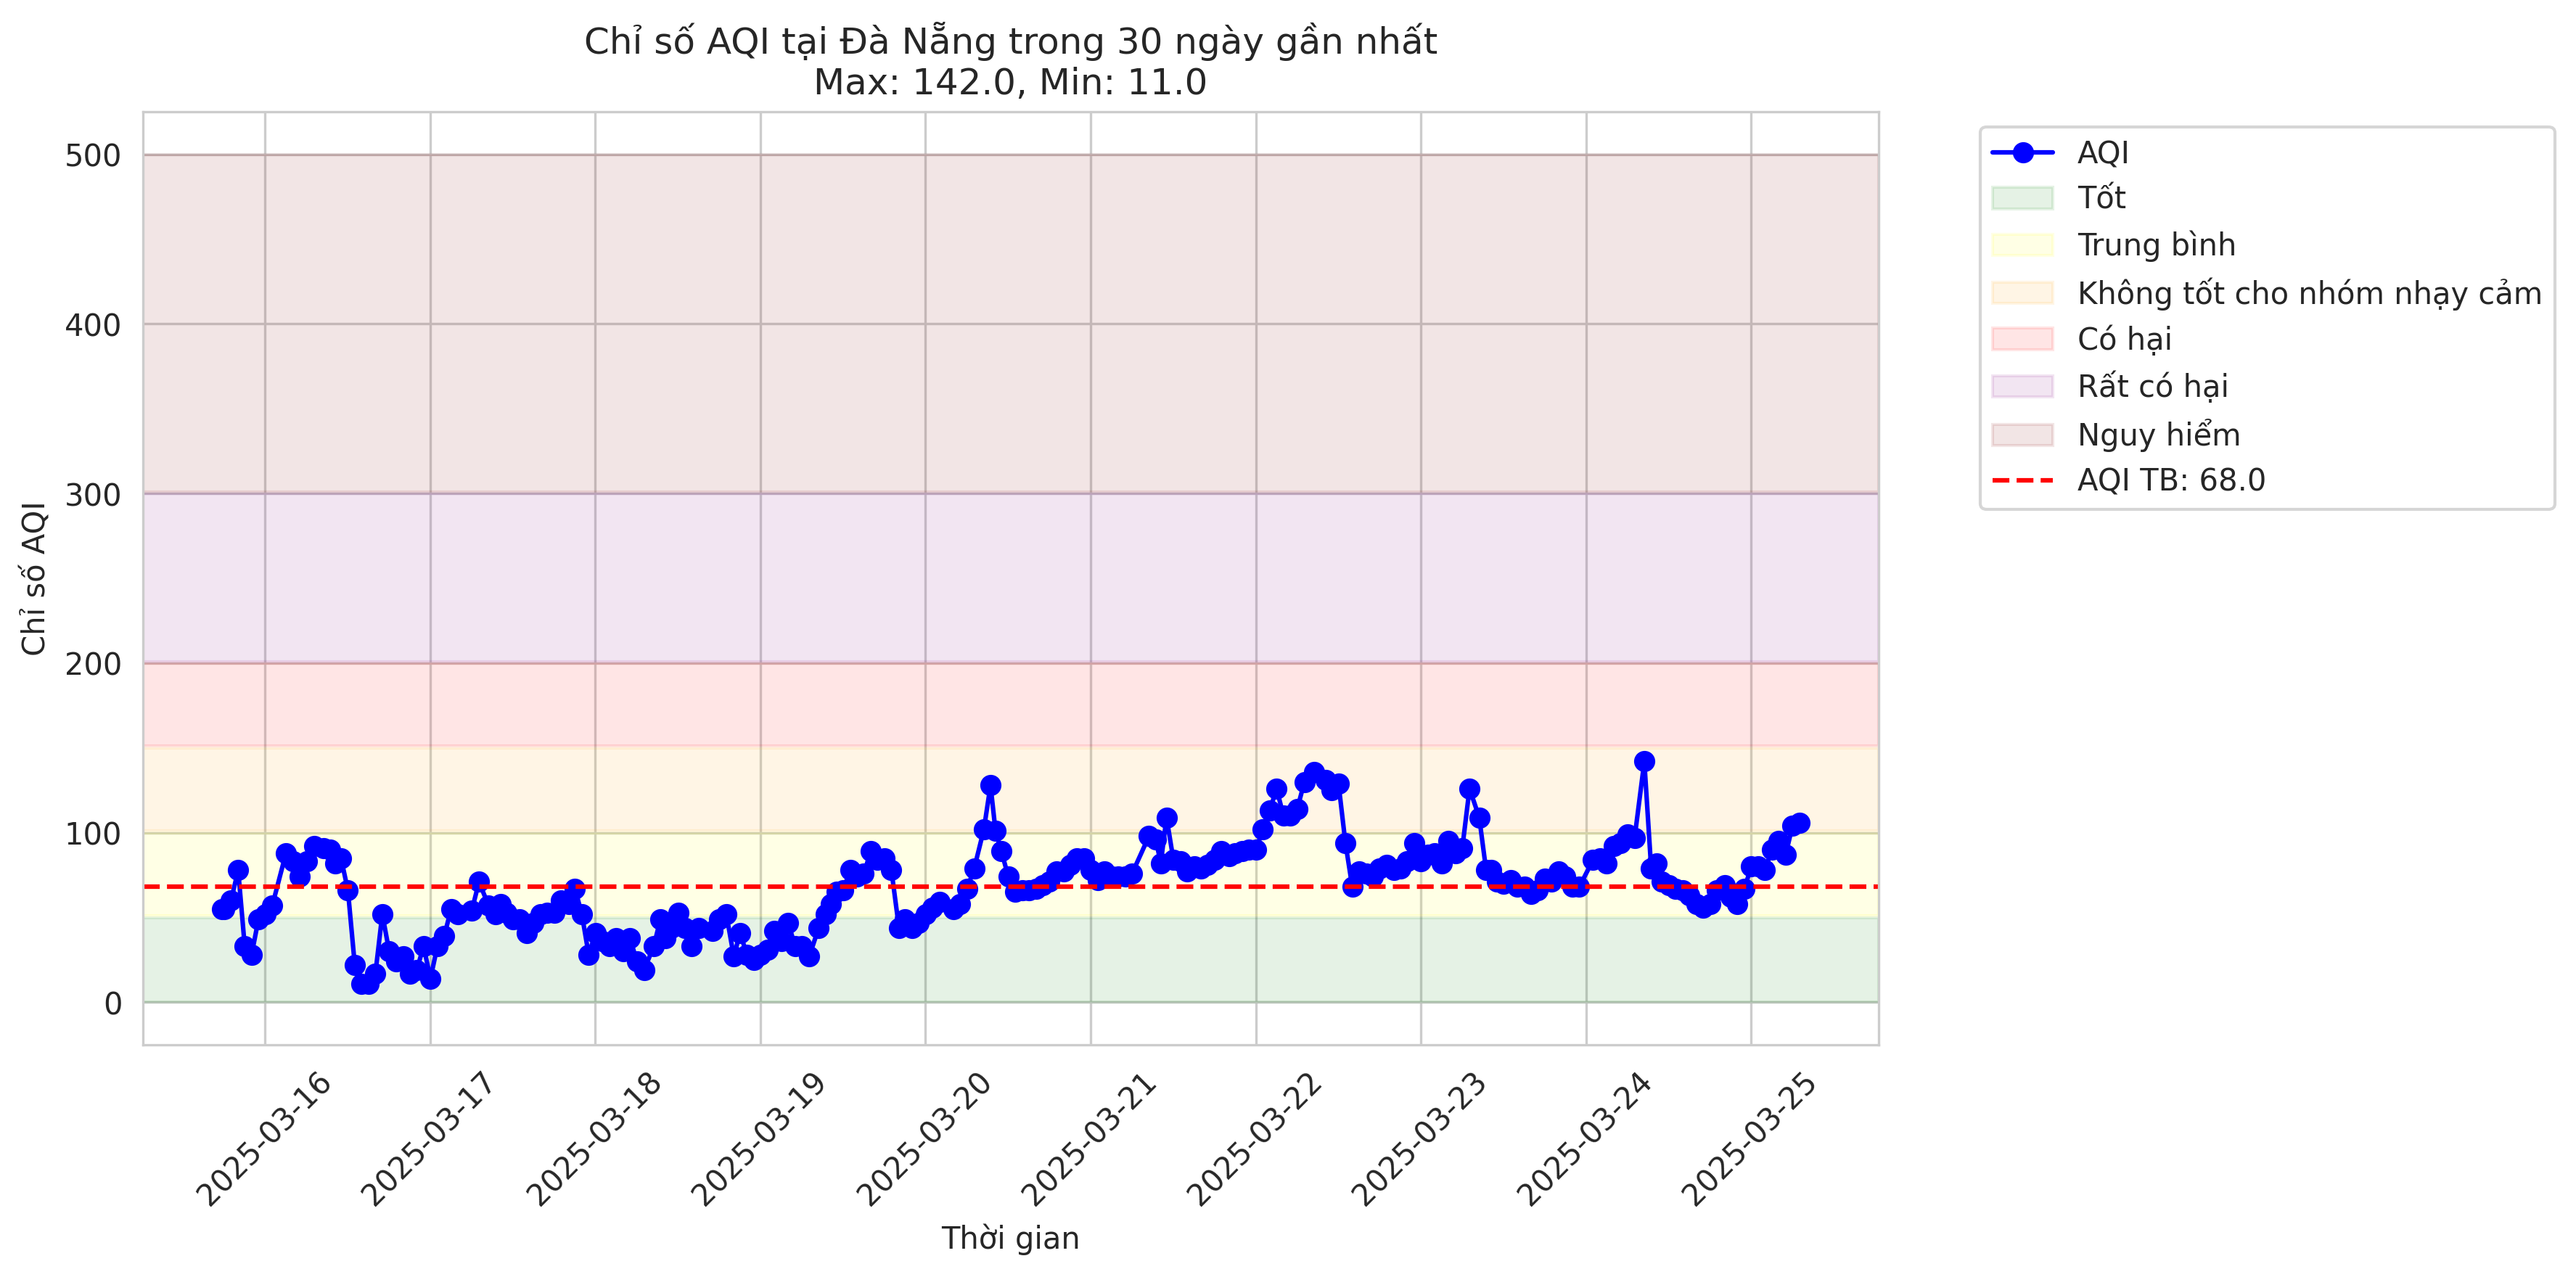 Chỉ số AQI tại Đà Nẵng trong 30 ngày gần nhất
Max: 142.0, Min: 11.0
Chỉ số AQI
500
400
300
200
100
0
2025-03-16
2025-03-17
2025-03-18
2025-03-19
2025-03-20
2025-03-21
2025-03-22
2025-03-23
2025-03-24
2025-03-25
Thời gian
AQI
Tốt
Trung bình
Không tốt cho nhóm nhạy cảm
Có hại
Rất có hại
Nguy hiểm
AQI TB: 68.0